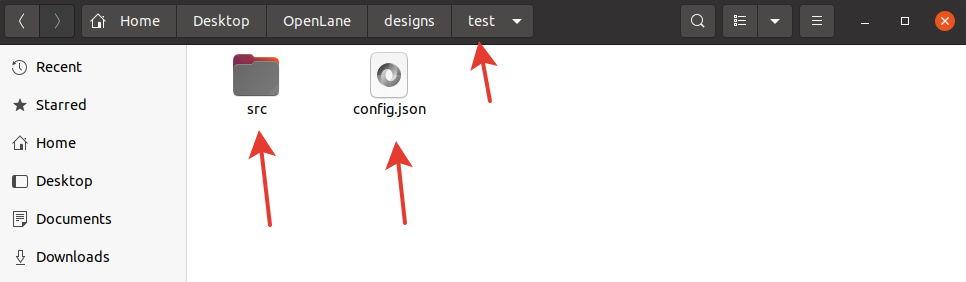 Home Desktop OpenLane designs test
Recent
Starred
Home
Desktop
Documents
Downloads
src
config.json